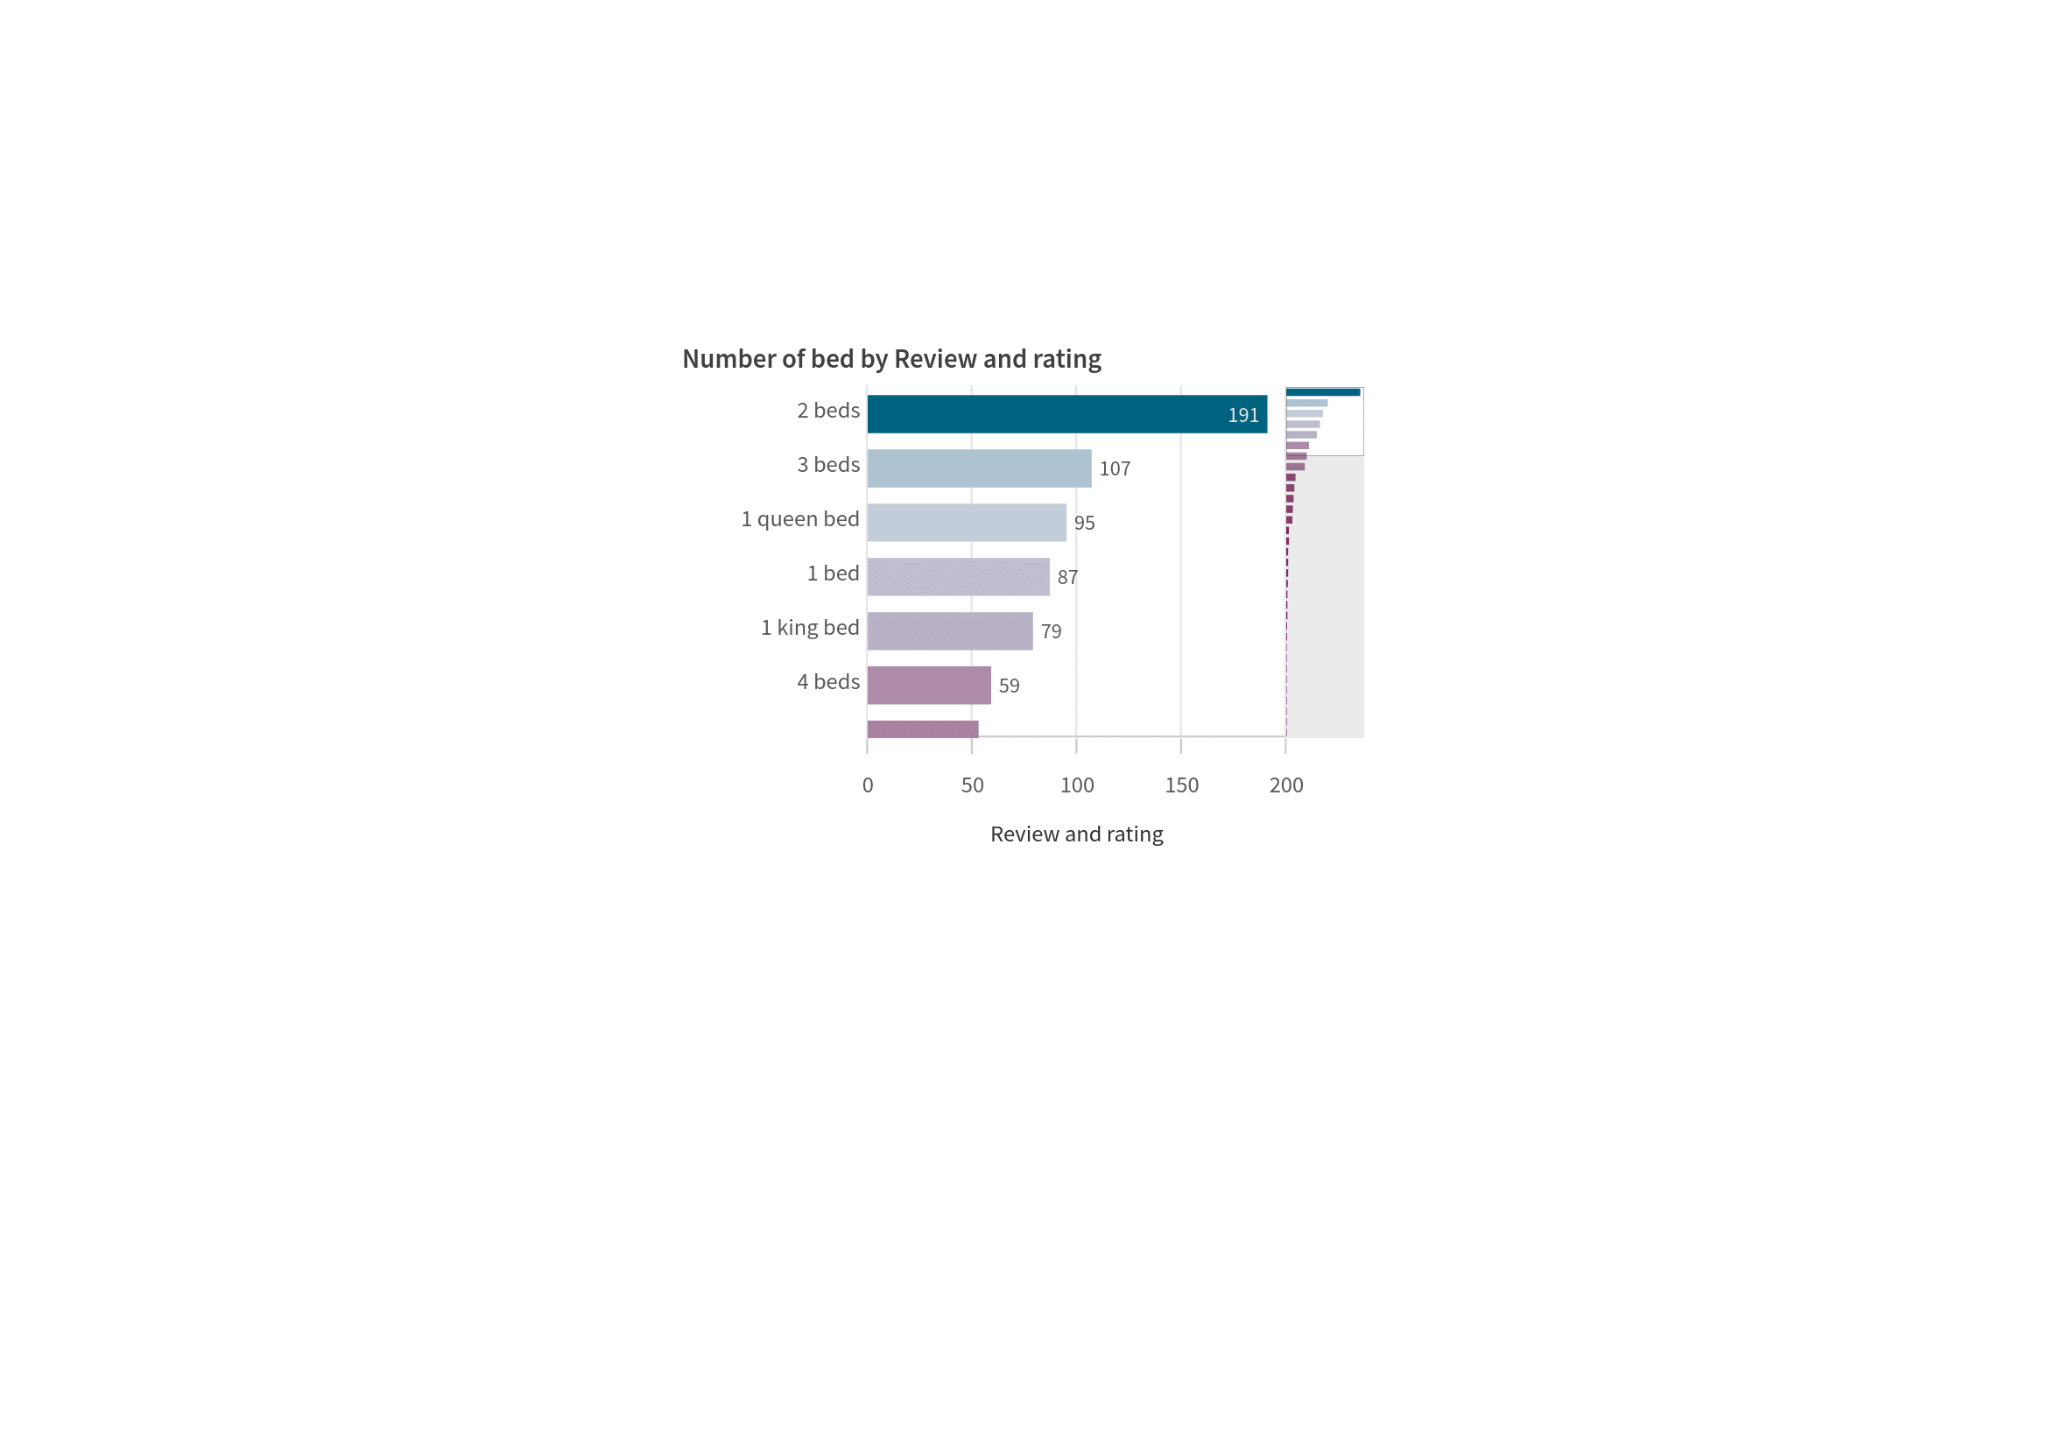 Number of bed by Review and rating
2 beds
191
3 beds
107
1 queen bed
95
1 bed
87
1 king bed
79
4 beds
59
0 50 100 150 200
Review and rating